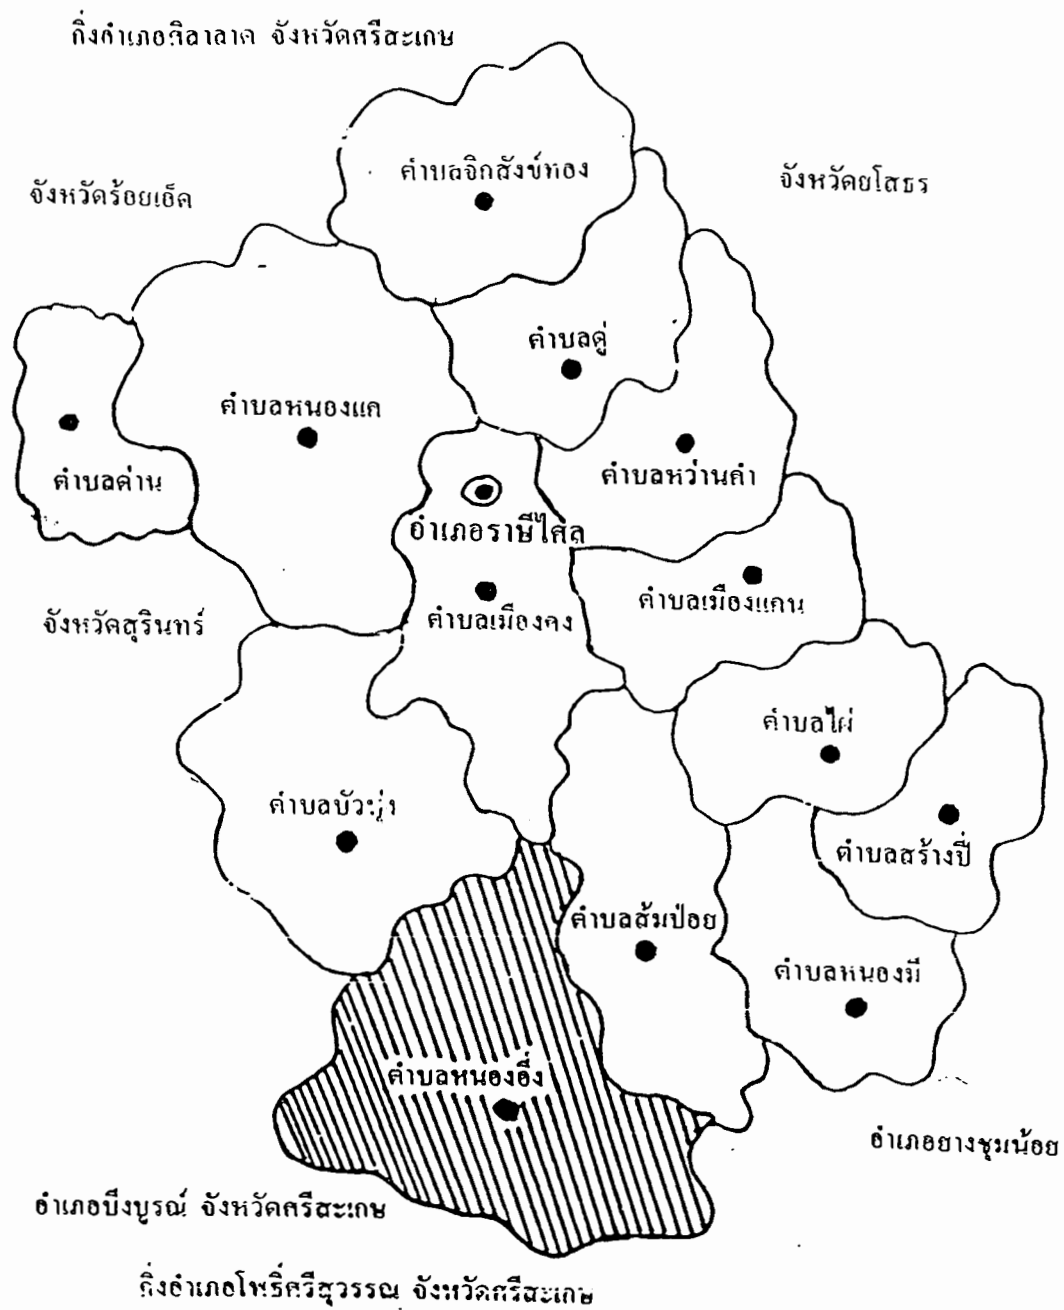 กิ่งอำเภอศิลาลาด จังหวัดศรีสะเกษ
ตำบลจิกสังข์ทอง
จังหวัดยโสธร
จังหวัดร้อยเอ็ด
ตำบลดู่
ตำบลหนองแค
ตำบลหว่านคำ
ตำบลด่าน
อำเภอราษีไศล
ตำบลเมืองแคน
จังหวัดสุรินทร์
ตำบลเมืองคง
ตำบลไผ่
ตำบลบัวหุ่ง
ตำบลสร้างปี่
ตำบลส้มป่อย
ตำบลหนองมี
ตำบลหนองอึ่ง
อำเภอยางชุมน้อย
อำเภอบึงบูรณ์ จังหวัดศรีสะเกษ
กิ่งอำเภอโพธิ์ศรีสุวรรณ จังหวัดศรีสะเกษ